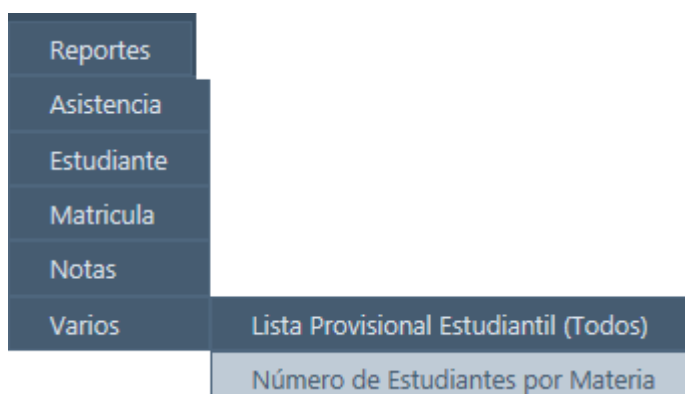 Reportes
Asistencia
Estudiante
Matricula
Notas
Varios
Lista Provisional Estudiantil (Todos)
Número de Estudiantes por Materia